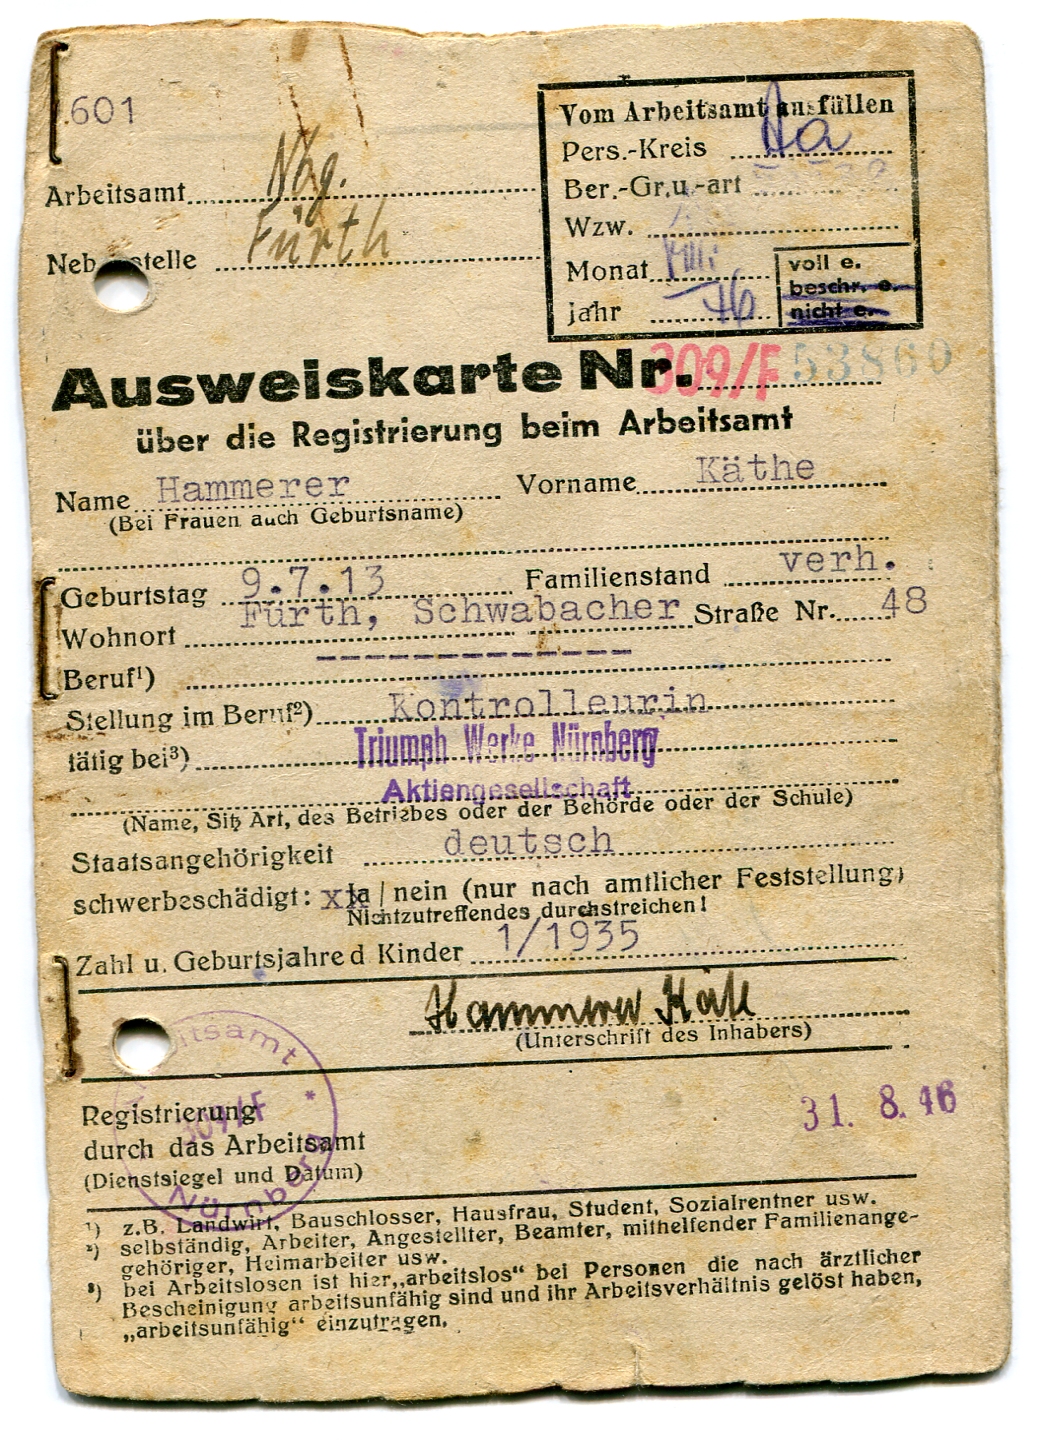 601
Vom Arbeitsamt ausfüllen
Pers.-Kreis Aa
Ber.-Gr.u.-art
Wzw.
Monat
Jahr 46
voll e.
beschr. e.
nicht e.
Arbeitsamt Nbg.
Nebenstelle Fürth
Ausweiskarte Nr. 309/F 53860
über die Registrierung beim Arbeitsamt
Name Hammerer Vorname Käthe
(Bei Frauen auch Geburtsname)
Geburtstag 9.7.13 Familienstand verh.
Wohnort Fürth, Schwabacher Straße Nr. 48
Beruf¹)
Stellung im Beruf²) Kontrolleurin
tätig bei³) Triumph Werke Nürnberg
Aktiengesellschaft
(Name, Sitz Art, des Betriebes oder der Behörde oder der Schule)
Staatsangehörigkeit deutsch
schwerbeschädigt: xx ja / nein (nur nach amtlicher Feststellung)
Nichtzutreffendes durchstreichen!
Zahl u. Geburtsjahre d Kinder 1/1935
Hammerer Käte
(Unterschrift des Inhabers)
Arbeitsamt
309/F
Nürnberg
31. 8. 46
Registrierung
durch das Arbeitsamt
(Dienstsiegel und Datum)
¹) z.B. Landwirt, Bauschlosser, Hausfrau, Student, Sozialrentner usw.
²) selbständig, Arbeiter, Angestellter, Beamter, mithelfender Familienange-
gehöriger, Heimarbeiter usw.
³) bei Arbeitslosen ist hier „arbeitslos“ bei Personen die nach ärztlicher
Bescheinigung arbeitsunfähig sind und ihr Arbeitsverhältnis gelöst haben,
„arbeitsunfähig“ einzutragen.